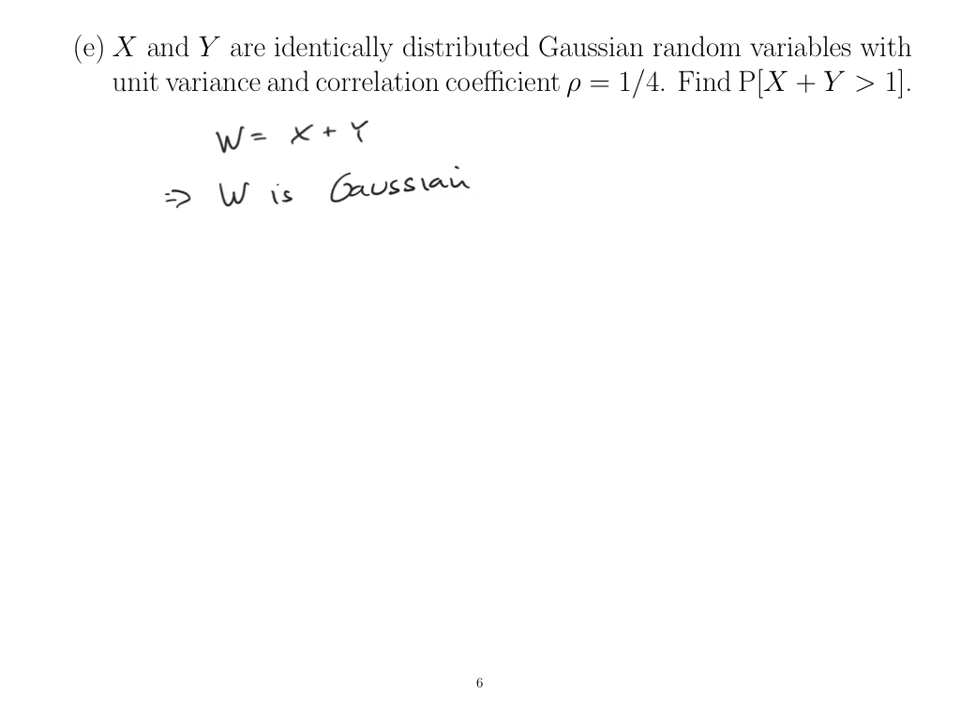 (e) X and Y are identically distributed Gaussian random variables with
unit variance and correlation coefficient ρ = 1/4. Find P[X + Y > 1].
W = X + Y
⇒ W is Gaussian
6